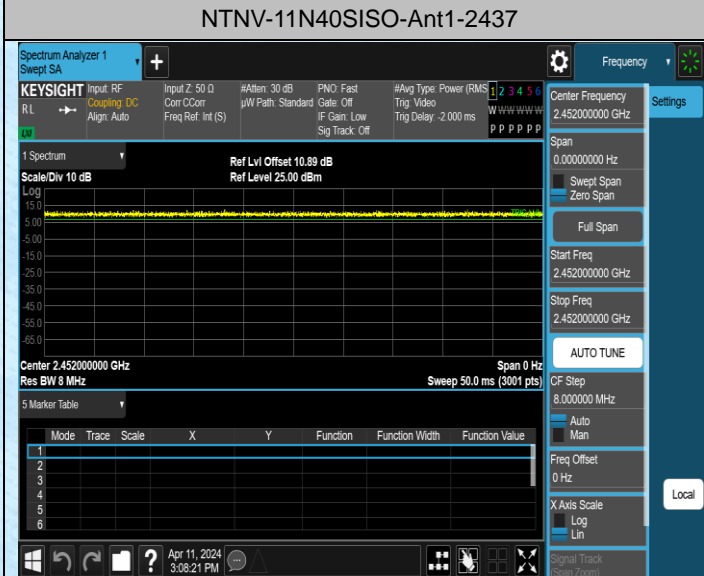 NTNV-11N40SISO-Ant1-2437
Spectrum Analyzer 1
Swept SA
Frequency
KEYSIGHT
RL
LXI
Input: RF
Coupling: DC
Align: Auto
Input Z: 50 Ω
Corr CCorr
Freq Ref: Int (S)
#Atten: 30 dB
µW Path: Standard
PNO: Fast
Gate: Off
IF Gain: Low
Sig Track: Off
#Avg Type: Power (RMS
Trig: Video
Trig Delay: -2.000 ms
1 2 3 4 5 6
W W W W W W
P P P P P P
Center Frequency
2.452000000 GHz
Settings
Span
0.00000000 Hz
Swept Span
Zero Span
Full Span
Start Freq
2.452000000 GHz
Stop Freq
2.452000000 GHz
AUTO TUNE
CF Step
8.000000 MHz
Auto
Man
Freq Offset
0 Hz
X Axis Scale
Log
Lin
Signal Track
(Span Zoom)
Local
1 Spectrum
Scale/Div 10 dB
Ref Lvl Offset 10.89 dB
Ref Level 25.00 dBm
Log
15.0
5.00
-5.00
-15.0
-25.0
-35.0
-45.0
-55.0
-65.0
Center 2.452000000 GHz
Span 0 Hz
Res BW 8 MHz
Sweep 50.0 ms (3001 pts)
5 Marker Table
Mode Trace Scale X Y Function Function Width Function Value
1
2
3
4
5
6
Apr 11, 2024
3:08:21 PM